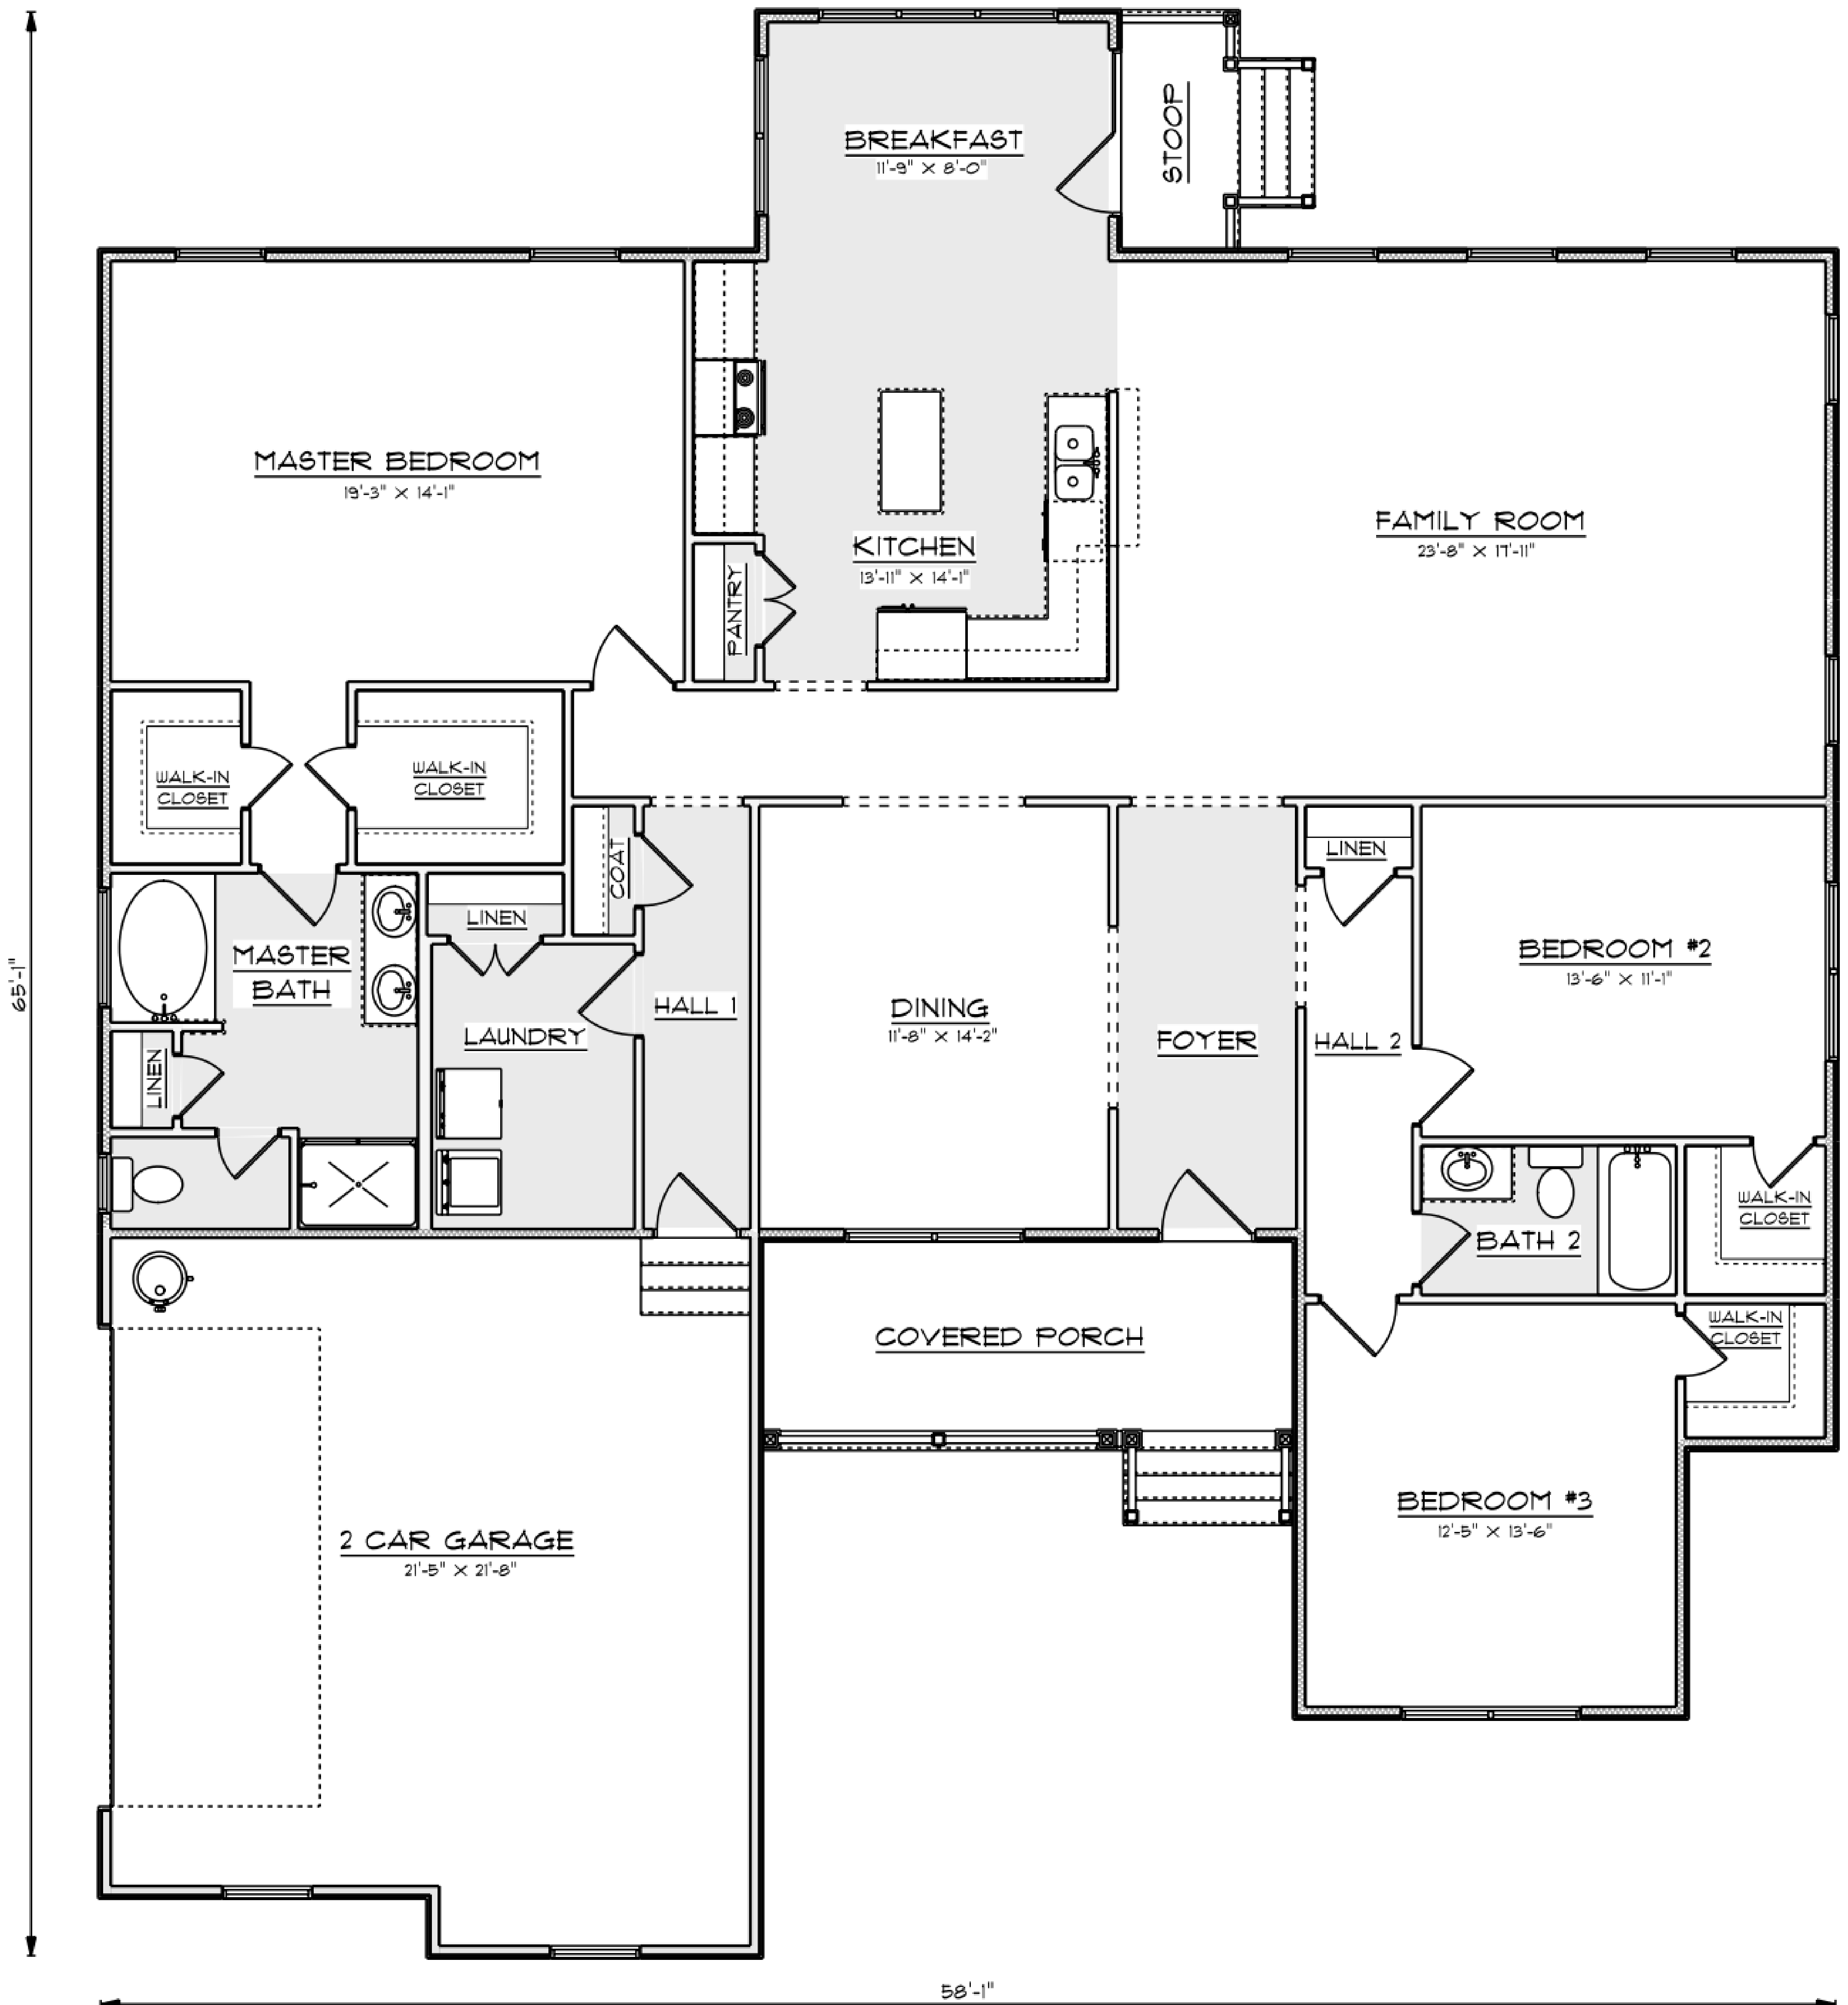 BREAKFAST
11'-9" X 8'-0"
STOOP
MASTER BEDROOM
19'-3" X 14'-1"
KITCHEN
13'-11" X 14'-1"
FAMILY ROOM
23'-8" X 17'-11"
PANTRY
WALK-IN
CLOSET
WALK-IN
CLOSET
COAT
LINEN
LINEN
MASTER
BATH
HALL 1
LAUNDRY
DINING
11'-8" X 14'-2"
FOYER
HALL 2
BEDROOM #2
13'-6" X 11'-1"
65'-1"
LINEN
WALK-IN
CLOSET
BATH 2
COVERED PORCH
WALK-IN
CLOSET
BEDROOM #3
12'-5" X 13'-6"
2 CAR GARAGE
21'-5" X 21'-8"
58'-1"